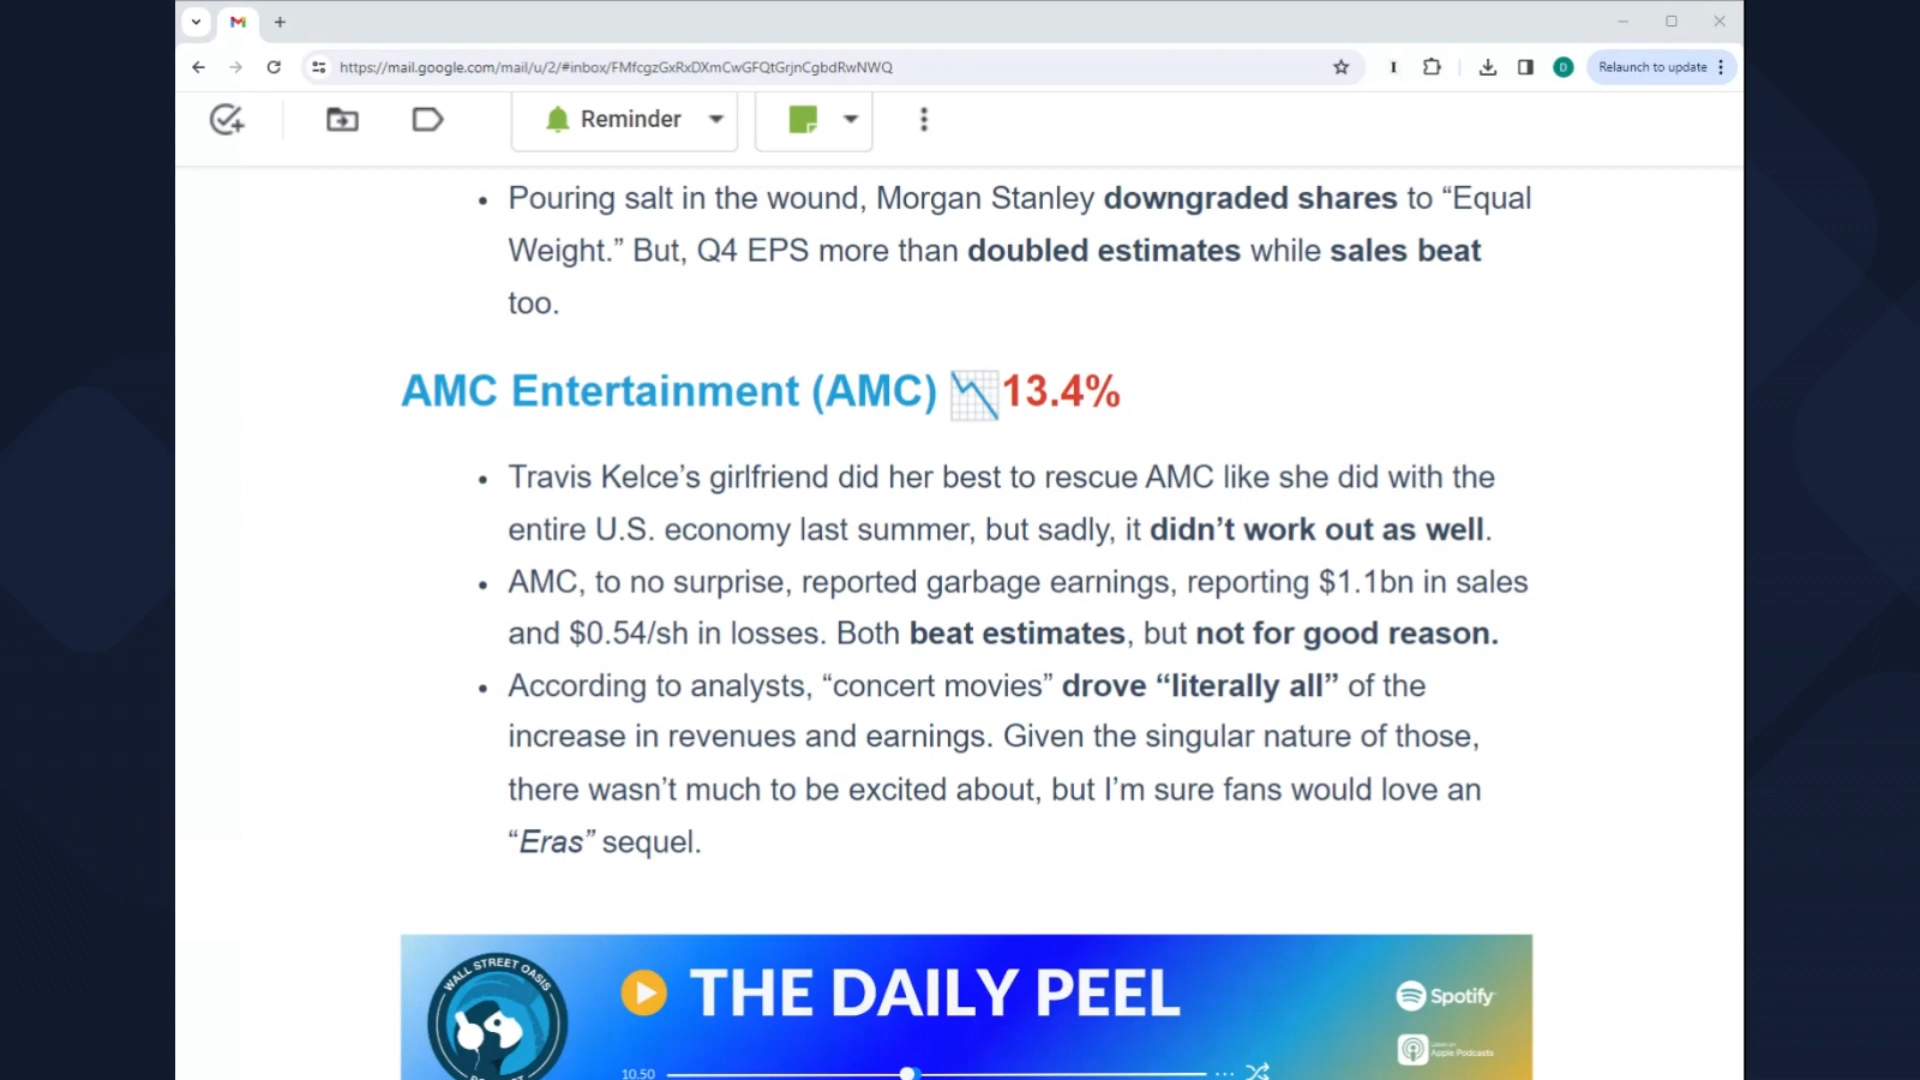 https://mail.google.com/mail/u/2/#inbox/FMfcgzGxRxDXmCwGFQtGrjnCgbdRwNWQ
I
D
Relaunch to update
Reminder
• Pouring salt in the wound, Morgan Stanley downgraded shares to “Equal
Weight.” But, Q4 EPS more than doubled estimates while sales beat
too.
AMC Entertainment (AMC) 📉13.4%
• Travis Kelce’s girlfriend did her best to rescue AMC like she did with the
entire U.S. economy last summer, but sadly, it didn’t work out as well.
• AMC, to no surprise, reported garbage earnings, reporting $1.1bn in sales
and $0.54/sh in losses. Both beat estimates, but not for good reason.
• According to analysts, “concert movies” drove “literally all” of the
increase in revenues and earnings. Given the singular nature of those,
there wasn’t much to be excited about, but I’m sure fans would love an
“Eras” sequel.
WALL STREET OASIS
THE DAILY PEEL
Spotify
Listen on
Apple Podcasts
10.50